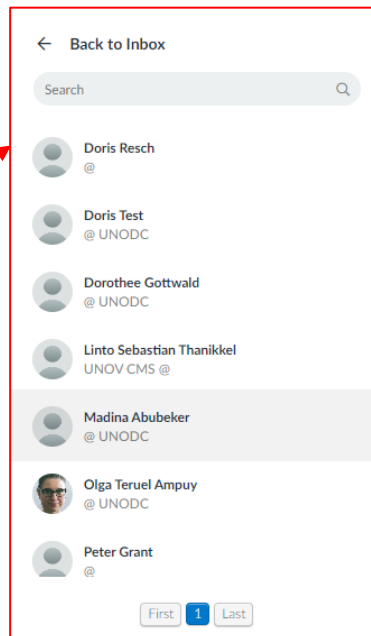 Back to Inbox
Search
Doris Resch
@
Doris Test
@ UNODC
Dorothee Gottwald
@ UNODC
Linto Sebastian Thanikkel
UNOV CMS @
Madina Abubeker
@ UNODC
Olga Teruel Ampuy
@ UNODC
Peter Grant
@
First 1 Last